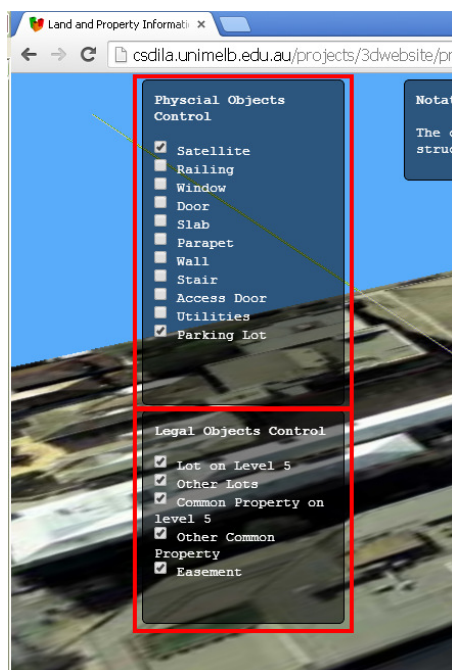 Land and Property Informati
csdila.unimelb.edu.au/projects/3dwebsite/pr
Physcial Objects
Control
Satellite
Railing
Window
Door
Slab
Parapet
Wall
Stair
Access Door
Utilities
Parking Lot
Notat
The
struc
Legal Objects Control
Lot on Level 5
Other Lots
Common Property on
level 5
Other Common
Property
Easement